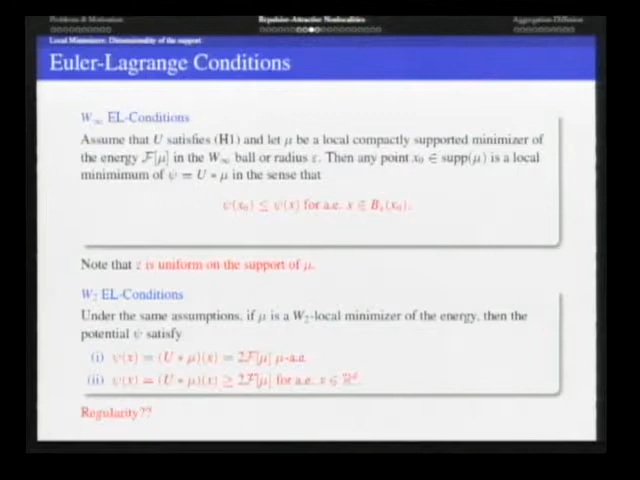 Problems & Motivation
Repulsive-Attractive Nonlocalities
Aggregation-Diffusion
Local Minimizers: Dimensionality of the support
Euler-Lagrange Conditions
W∞ EL-Conditions
Assume that U satisfies (H1) and let μ be a local compactly supported minimizer of
the energy F[μ] in the W∞ ball or radius ε. Then any point x₀ ∈ supp(μ) is a local
minimimum of ψ = U * μ in the sense that
ψ(x₀) ≤ ψ(x) for a.e. x ∈ Bε(x₀).
Note that ε is uniform on the support of μ.
W₂ EL-Conditions
Under the same assumptions, if μ is a W₂-local minimizer of the energy, then the
potential ψ satisfy
(i) ψ(x) = (U * μ)(x) = 2F[μ] μ-a.e.
(ii) ψ(x) = (U * μ)(x) ≥ 2F[μ] for a.e. x ∈ ℝᵈ.
Regularity??